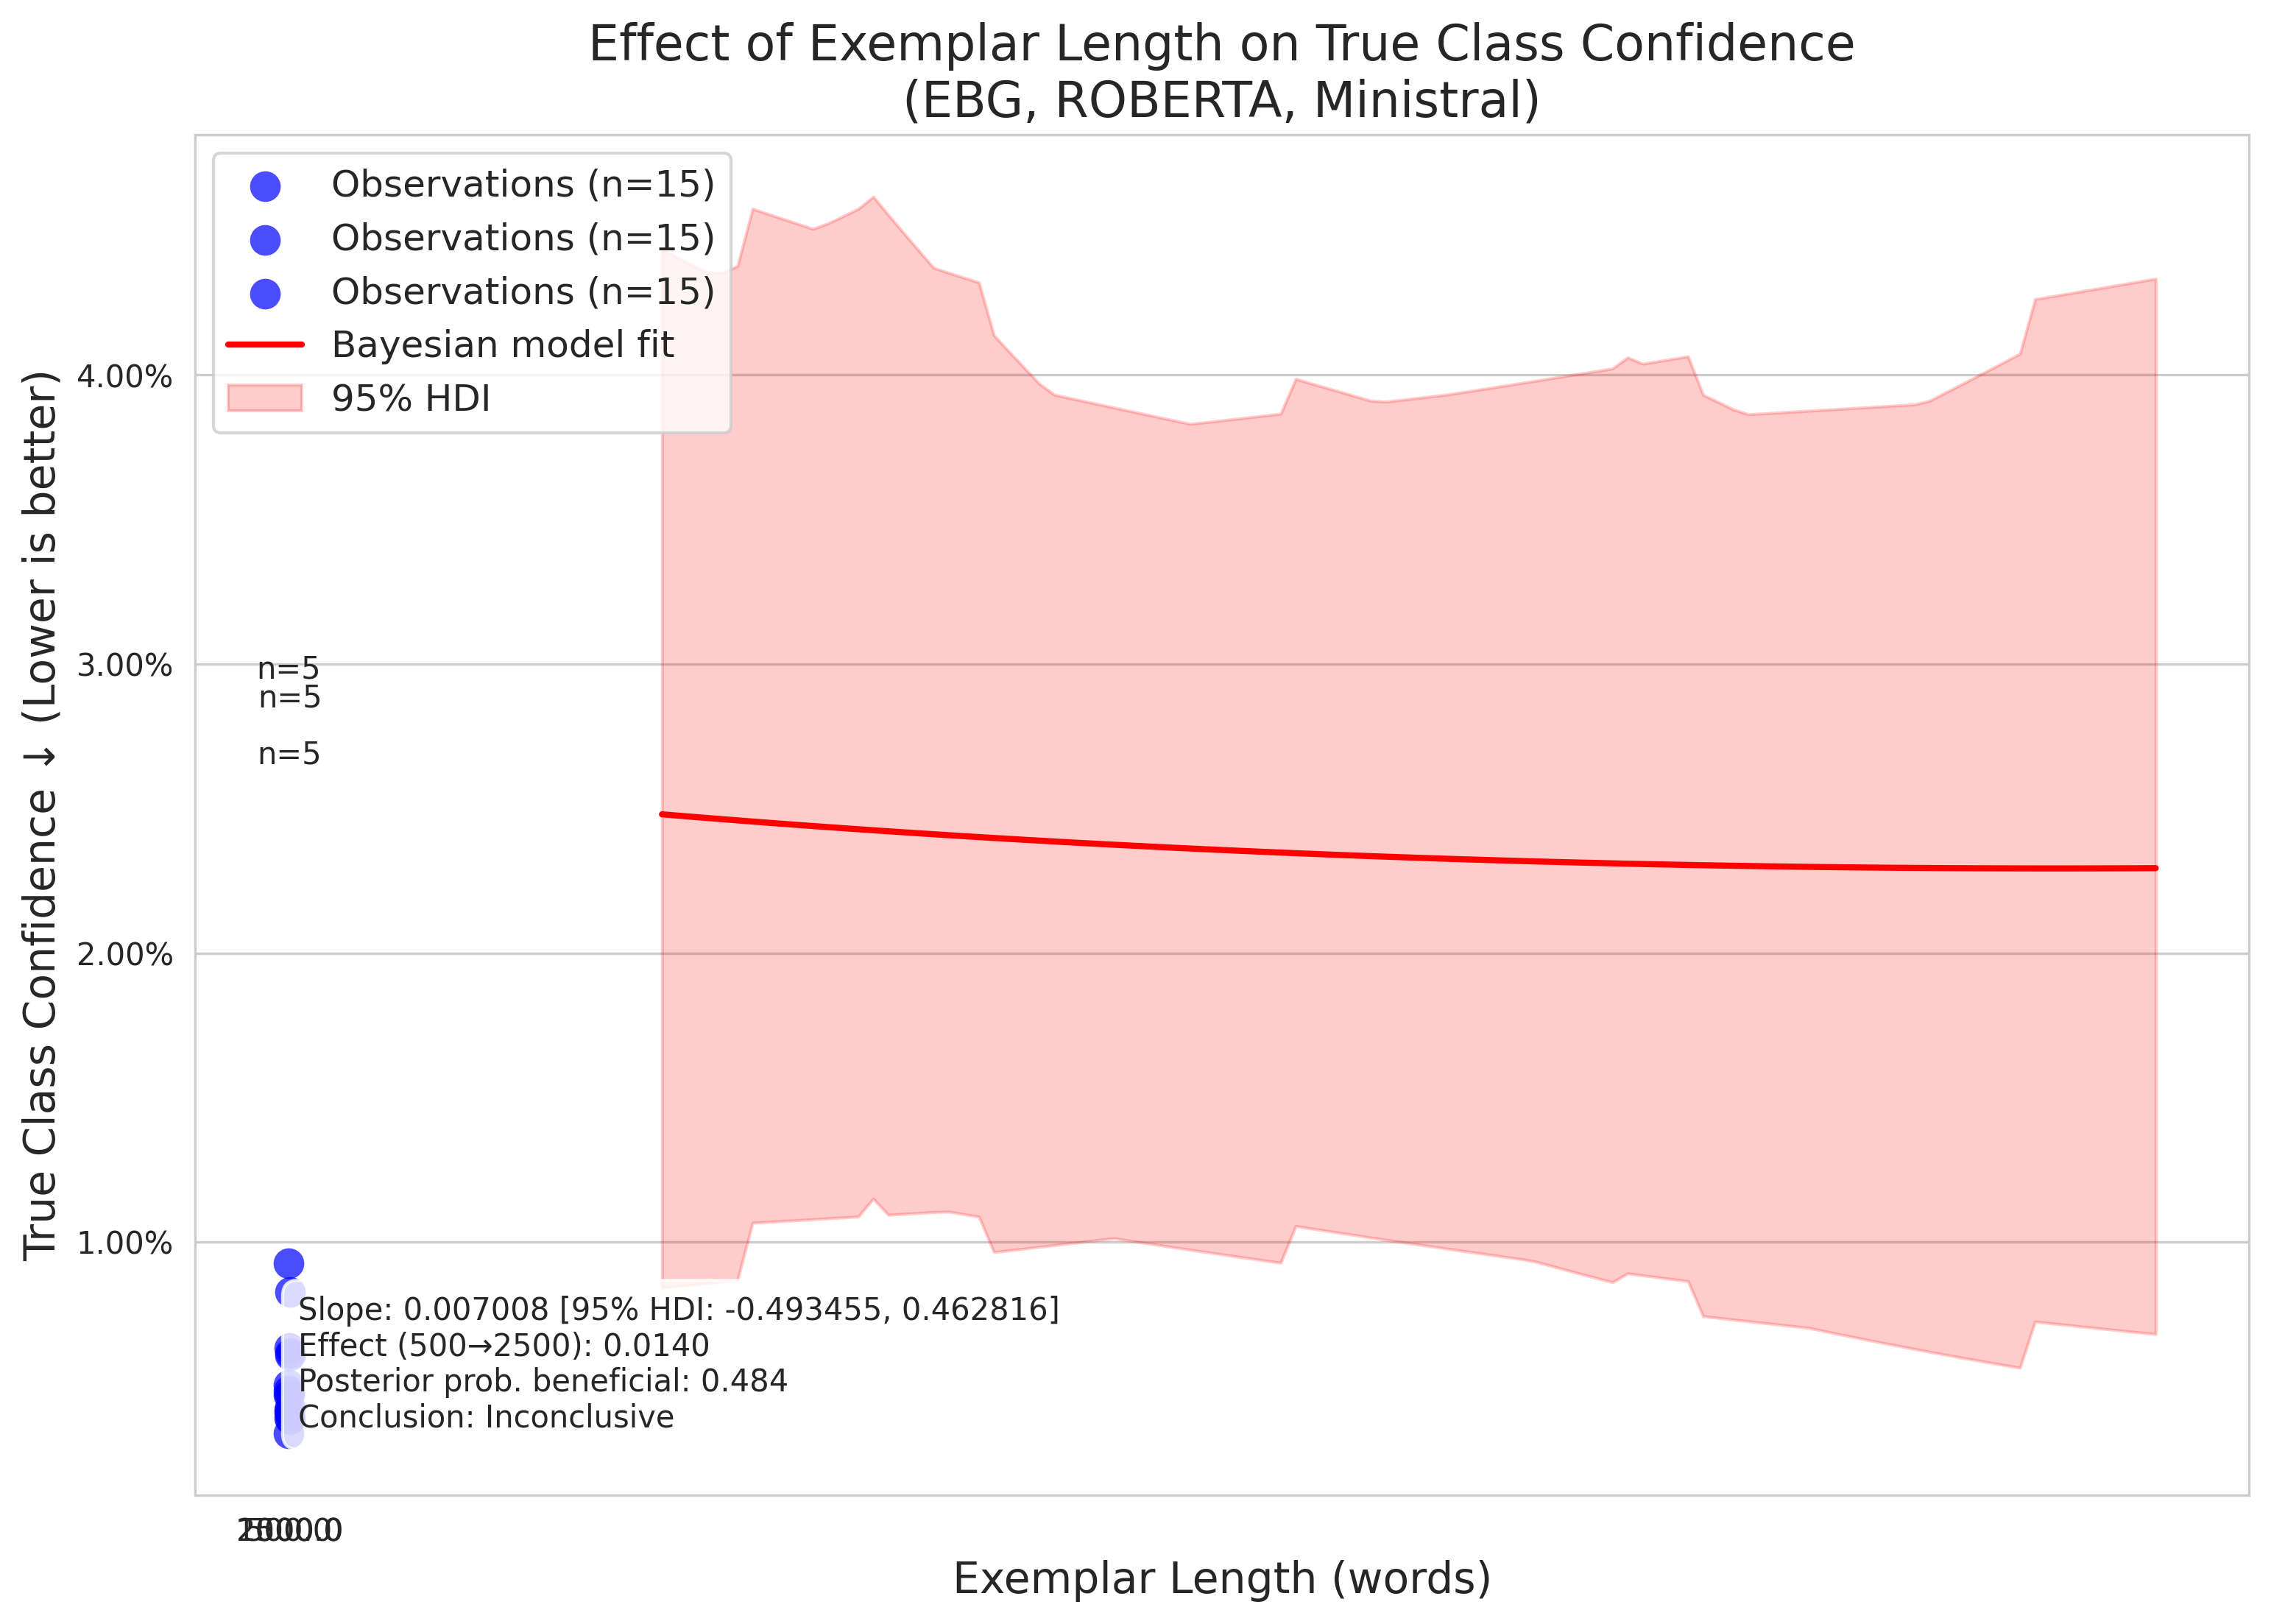 Effect of Exemplar Length on True Class Confidence
(EBG, ROBERTA, Ministral)
Observations (n=15)
Observations (n=15)
Observations (n=15)
Bayesian model fit
95% HDI
True Class Confidence ↓ (Lower is better)
4.00%
3.00%
2.00%
1.00%
n=5
n=5
n=5
Slope: 0.007008 [95% HDI: -0.493455, 0.462816]
Effect (500→2500): 0.0140
Posterior prob. beneficial: 0.484
Conclusion: Inconclusive
Exemplar Length (words)